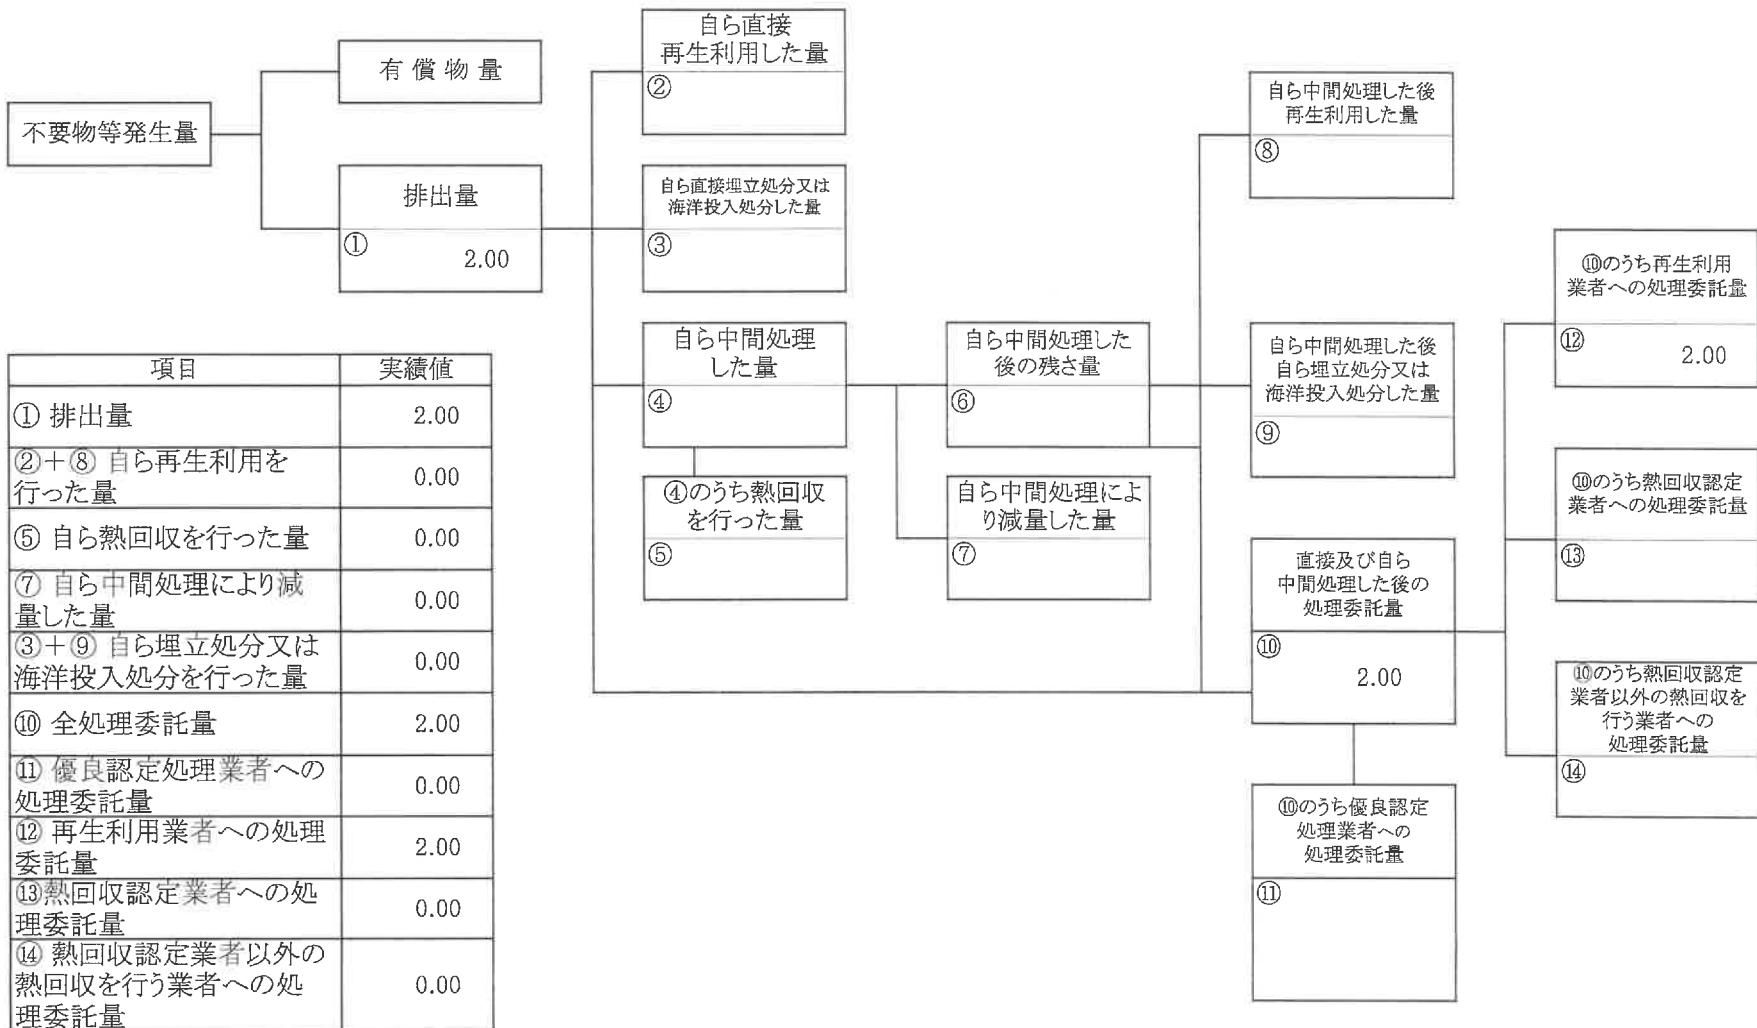 不要物等発生量
有償物量
排出量
①
2.00
自ら直接
再生利用した量
②
自ら直接埋立処分又は
海洋投入処分した量
③
自ら中間処理
した量
④
④のうち熱回収
を行った量
⑤
自ら中間処理した
後の残さ量
⑥
自ら中間処理によ
り減量した量
⑦
自ら中間処理した後
再生利用した量
⑧
自ら中間処理した後
自ら埋立処分又は
海洋投入処分した量
⑨
直接及び自ら
中間処理した後の
処理委託量
⑩
2.00
⑩のうち優良認定
処理業者への
処理委託量
⑪
⑩のうち再生利用
業者への処理委託量
⑫
2.00
⑩のうち熱回収認定
業者への処理委託量
⑬
⑩のうち熱回収認定
業者以外の熱回収を
行う業者への
処理委託量
⑭
項目 実績値
① 排出量 2.00
②+⑧ 自ら再生利用を
行った量 0.00
⑤ 自ら熱回収を行った量 0.00
⑦ 自ら中間処理により減
量した量 0.00
③+⑨ 自ら埋立処分又は
海洋投入処分を行った量 0.00
⑩ 全処理委託量 2.00
⑪ 優良認定処理業者への
処理委託量 0.00
⑫ 再生利用業者への処理
委託量 2.00
⑬熱回収認定業者への処
理委託量 0.00
⑭ 熱回収認定業者以外の
熱回収を行う業者への処
理委託量 0.00